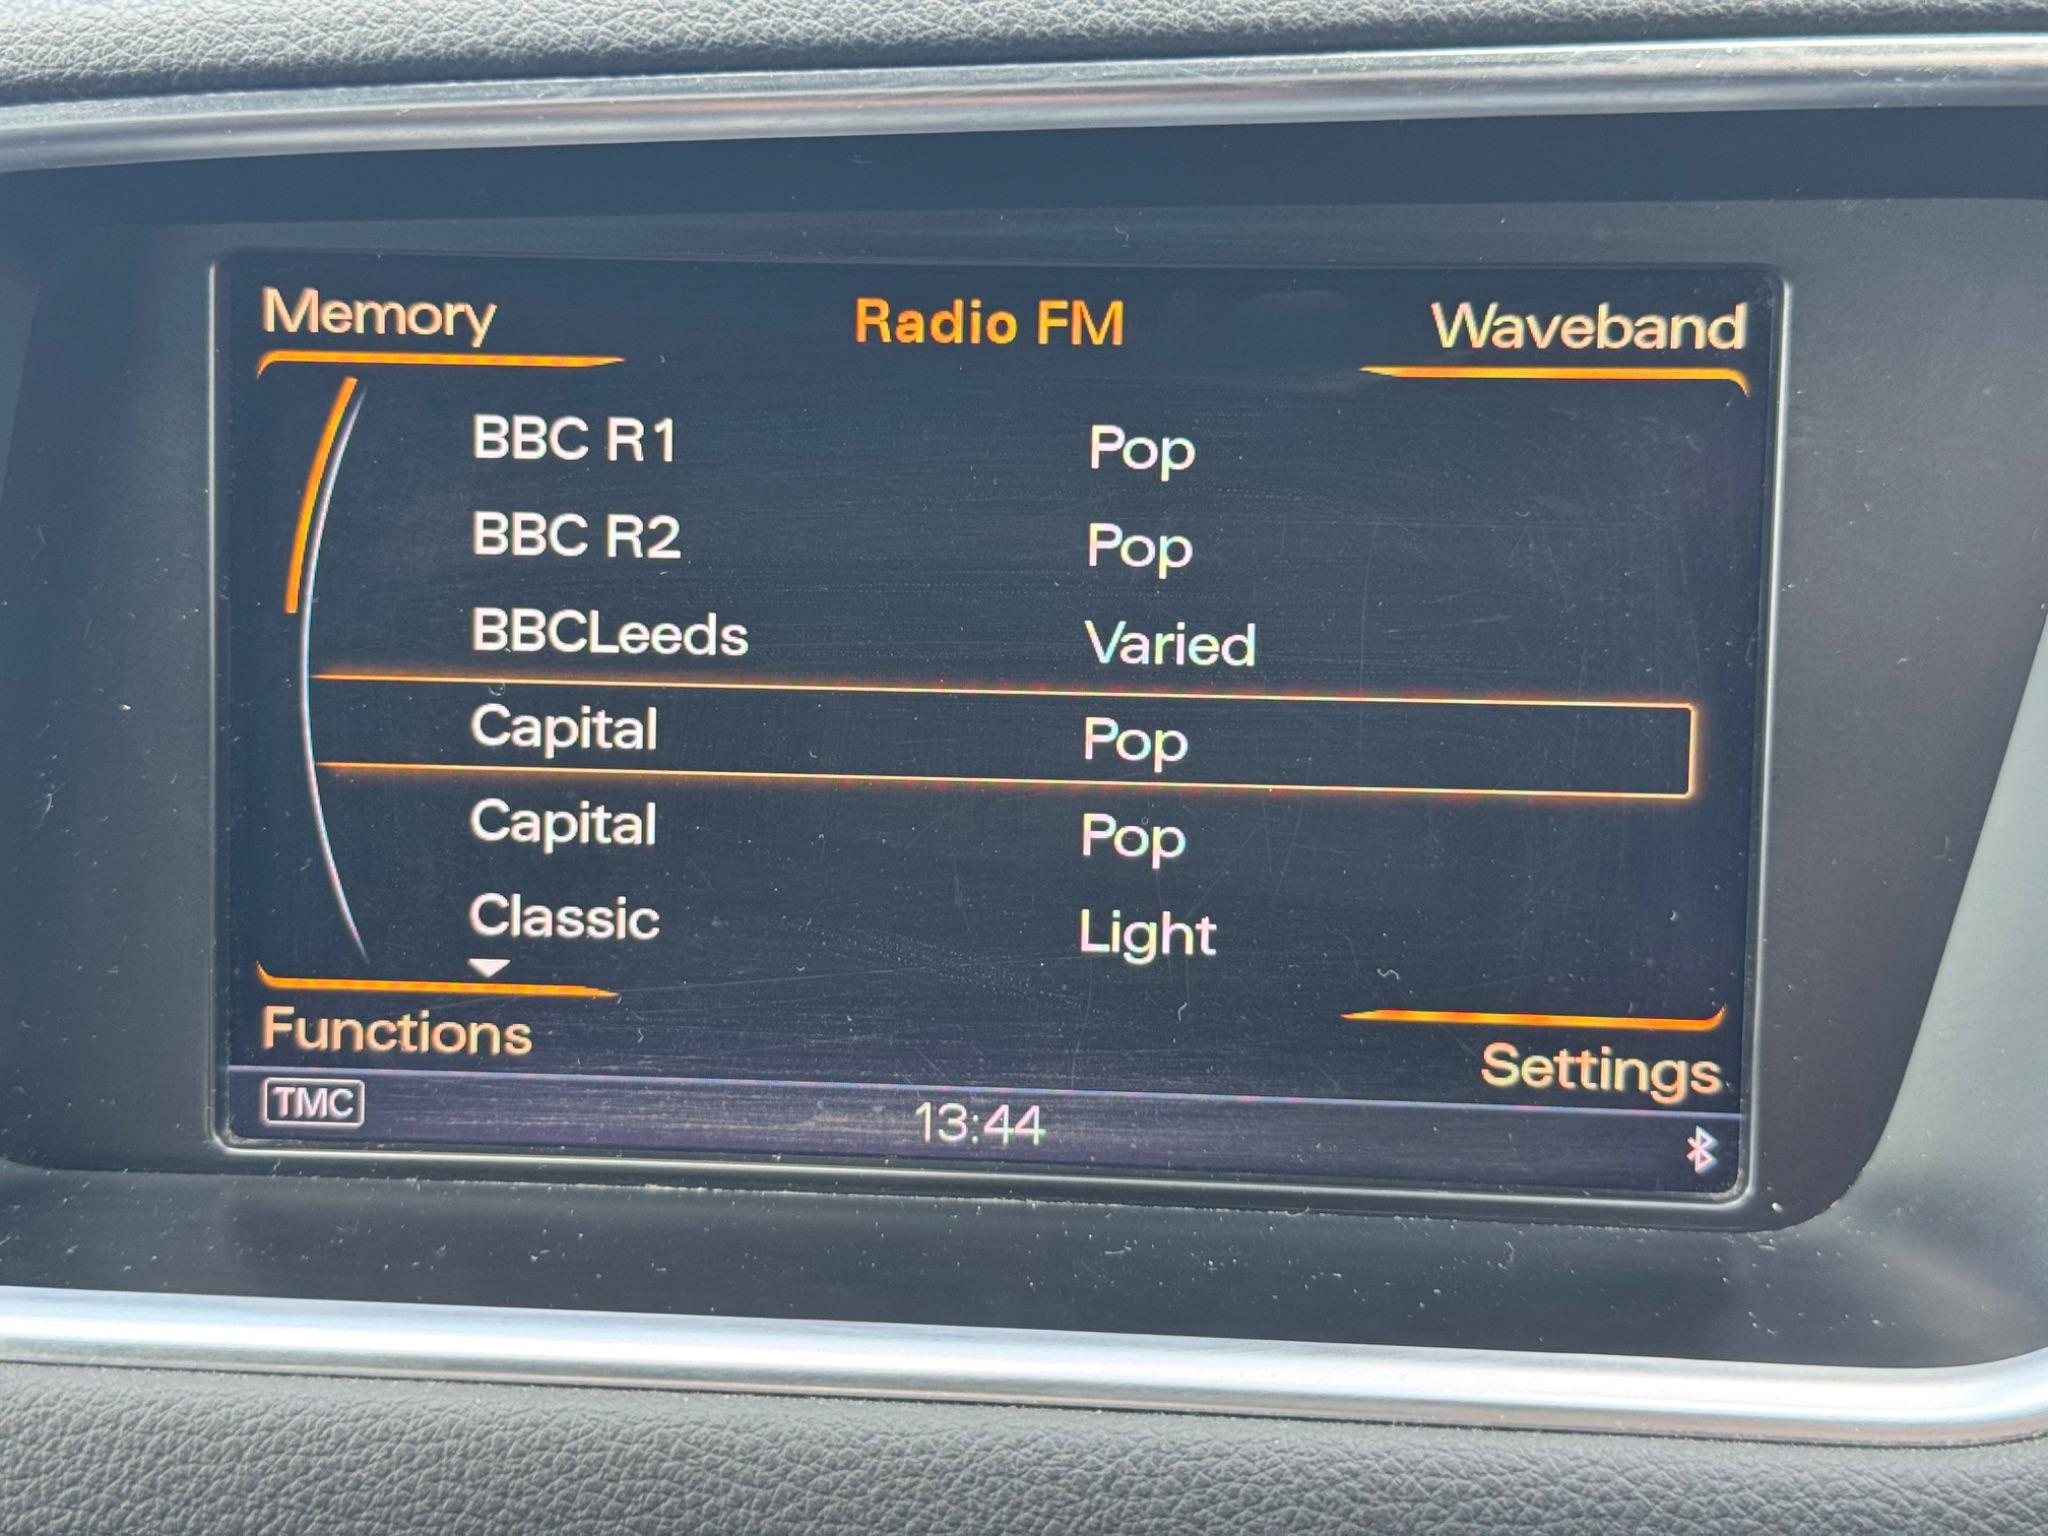 Memory Radio FM Waveband
BBC R1 Pop
BBC R2 Pop
BBCLeeds Varied
Capital Pop
Capital Pop
Classic Light
Functions Settings
TMC 13:44